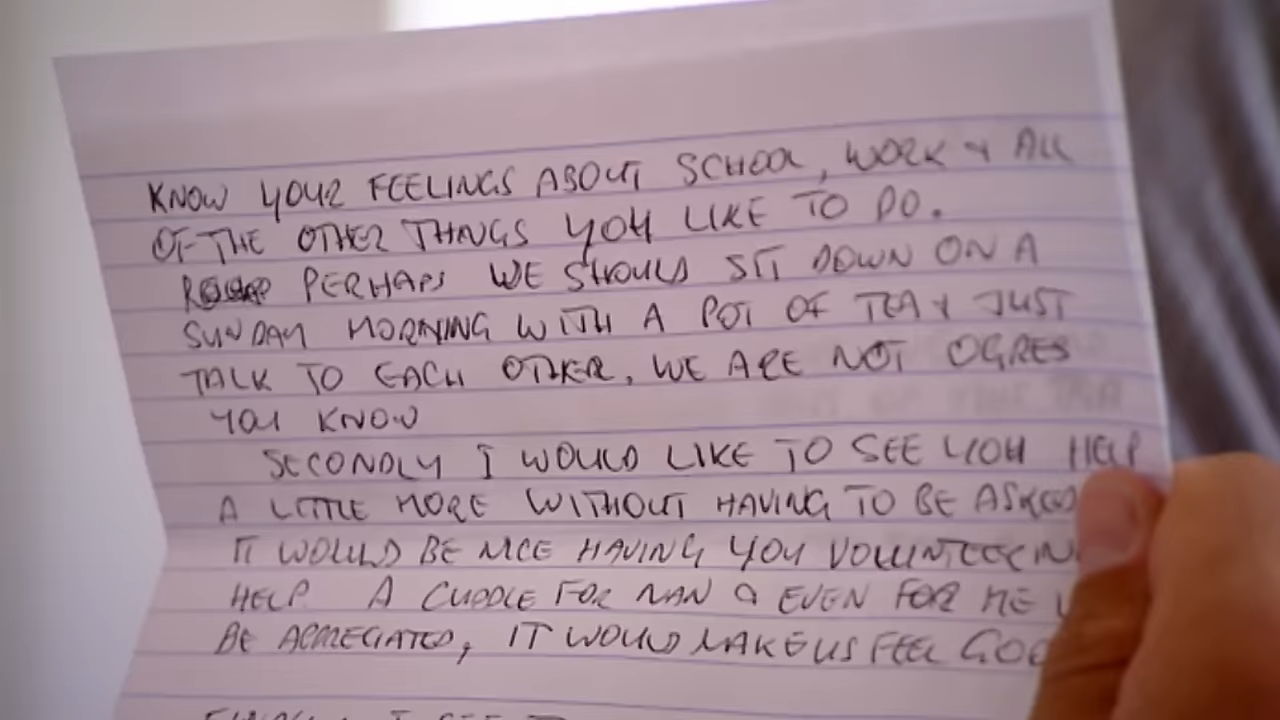 KNOW YOUR FEELINGS ABOUT SCHOOL, WORK & ALL
OF THE OTHER THINGS YOU LIKE TO DO.
PERHAPS WE SHOULD SIT DOWN ON A
SUNDAY MORNING WITH A POT OF TEA & JUST
TALK TO EACH OTHER, WE ARE NOT OGRES
YOU KNOW
SECONDLY I WOULD LIKE TO SEE YOU HELP
A LITTLE MORE WITHOUT HAVING TO BE ASKED
IT WOULD BE NICE HAVING YOU VOLUNTEERIN
HELP. A CUDDLE FOR NAN & EVEN FOR ME
BE APPRECIATED, IT WOULD MAKE US FEEL GOO
I SEE